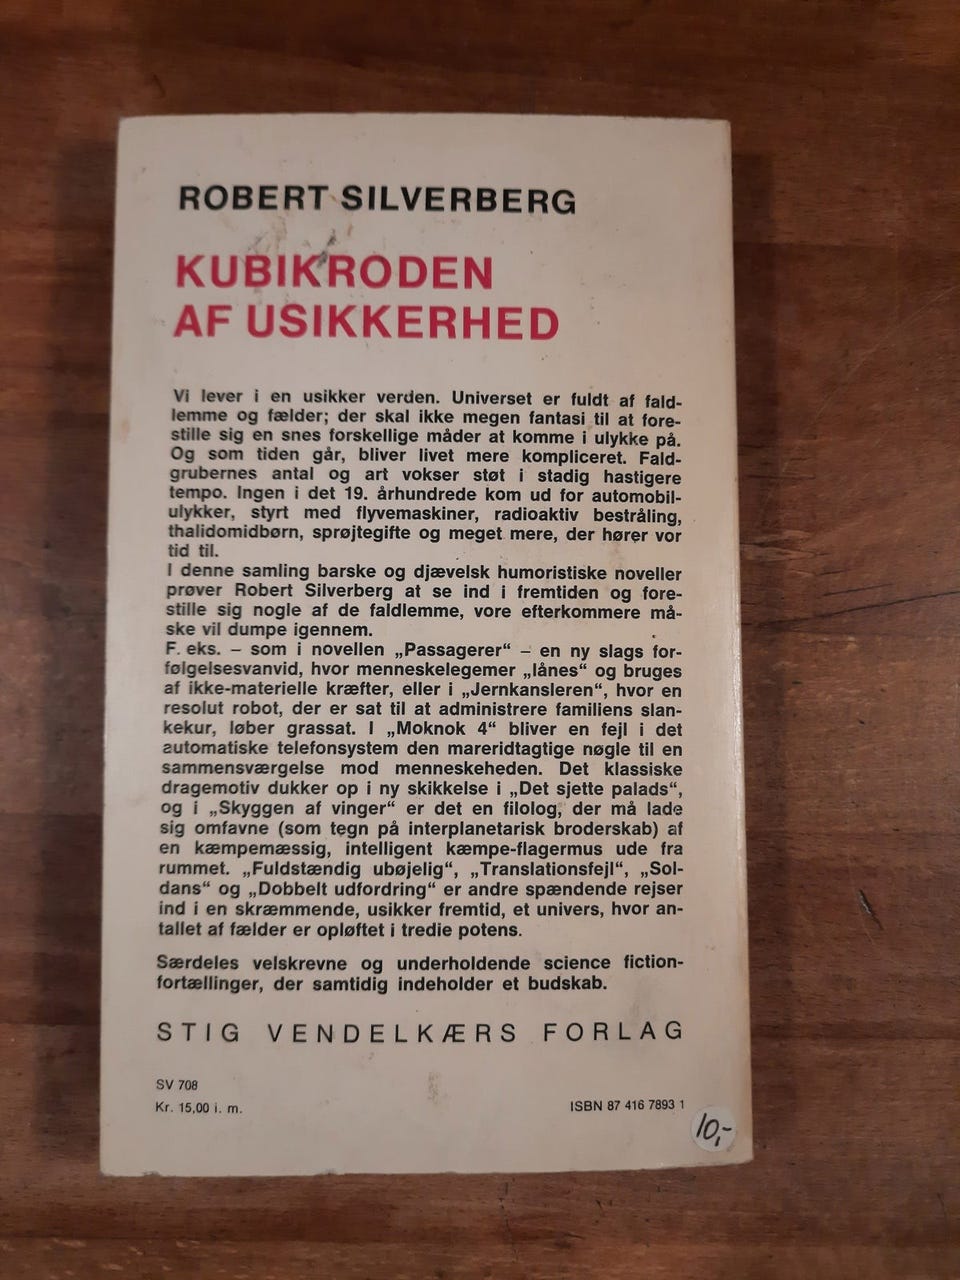 ROBERT SILVERBERG
KUBIKRODEN
AF USIKKERHED
Vi lever i en usikker verden. Universet er fuldt af fald-
lemme og fælder; der skal ikke megen fantasi til at fore-
stille sig en snes forskellige måder at komme i ulykke på.
Og som tiden går, bliver livet mere kompliceret. Fald-
grubernes antal og art vokser støt i stadig hastigere
tempo. Ingen i det 19. århundrede kom ud for automobil-
ulykker, styrt med flyvemaskiner, radioaktiv bestråling,
thalidomidbørn, sprøjtegifte og meget mere, der hører vor
tid til.
I denne samling barske og djævelsk humoristiske noveller
prøver Robert Silverberg at se ind i fremtiden og fore-
stille sig nogle af de faldlemme, vore efterkommere må-
ske vil dumpe igennem.
F. eks. – som i novellen „Passagerer“ – en ny slags for-
følgelsesvanvid, hvor menneskelegemer „lånes“ og bruges
af ikke-materielle kræfter, eller i „Jernkansleren“, hvor en
resolut robot, der er sat til at administrere familiens slan-
kekur, løber grassat. I „Moknok 4“ bliver en fejl i det
automatiske telefonsystem den mareridtagtige nøgle til en
sammensværgelse mod menneskeheden. Det klassiske
dragemotiv dukker op i ny skikkelse i „Det sjette palads“,
og i „Skyggen af vinger“ er det en filolog, der må lade
sig omfavne (som tegn på interplanetarisk broderskab) af
en kæmpemæssig, intelligent kæmpe-flagermus ude fra
rummet. „Fuldstændig ubøjelig“, „Translationsfejl“, „Sol-
dans“ og „Dobbelt udfordring“ er andre spændende rejser
ind i en skræmmende, usikker fremtid, et univers, hvor an-
tallet af fælder er opløftet i tredie potens.
Særdeles velskrevne og underholdende science fiction-
fortællinger, der samtidig indeholder et budskab.
STIG VENDELKÆRS FORLAG
SV 708
Kr. 15,00 i. m.
ISBN 87 416 7893 1
10,-